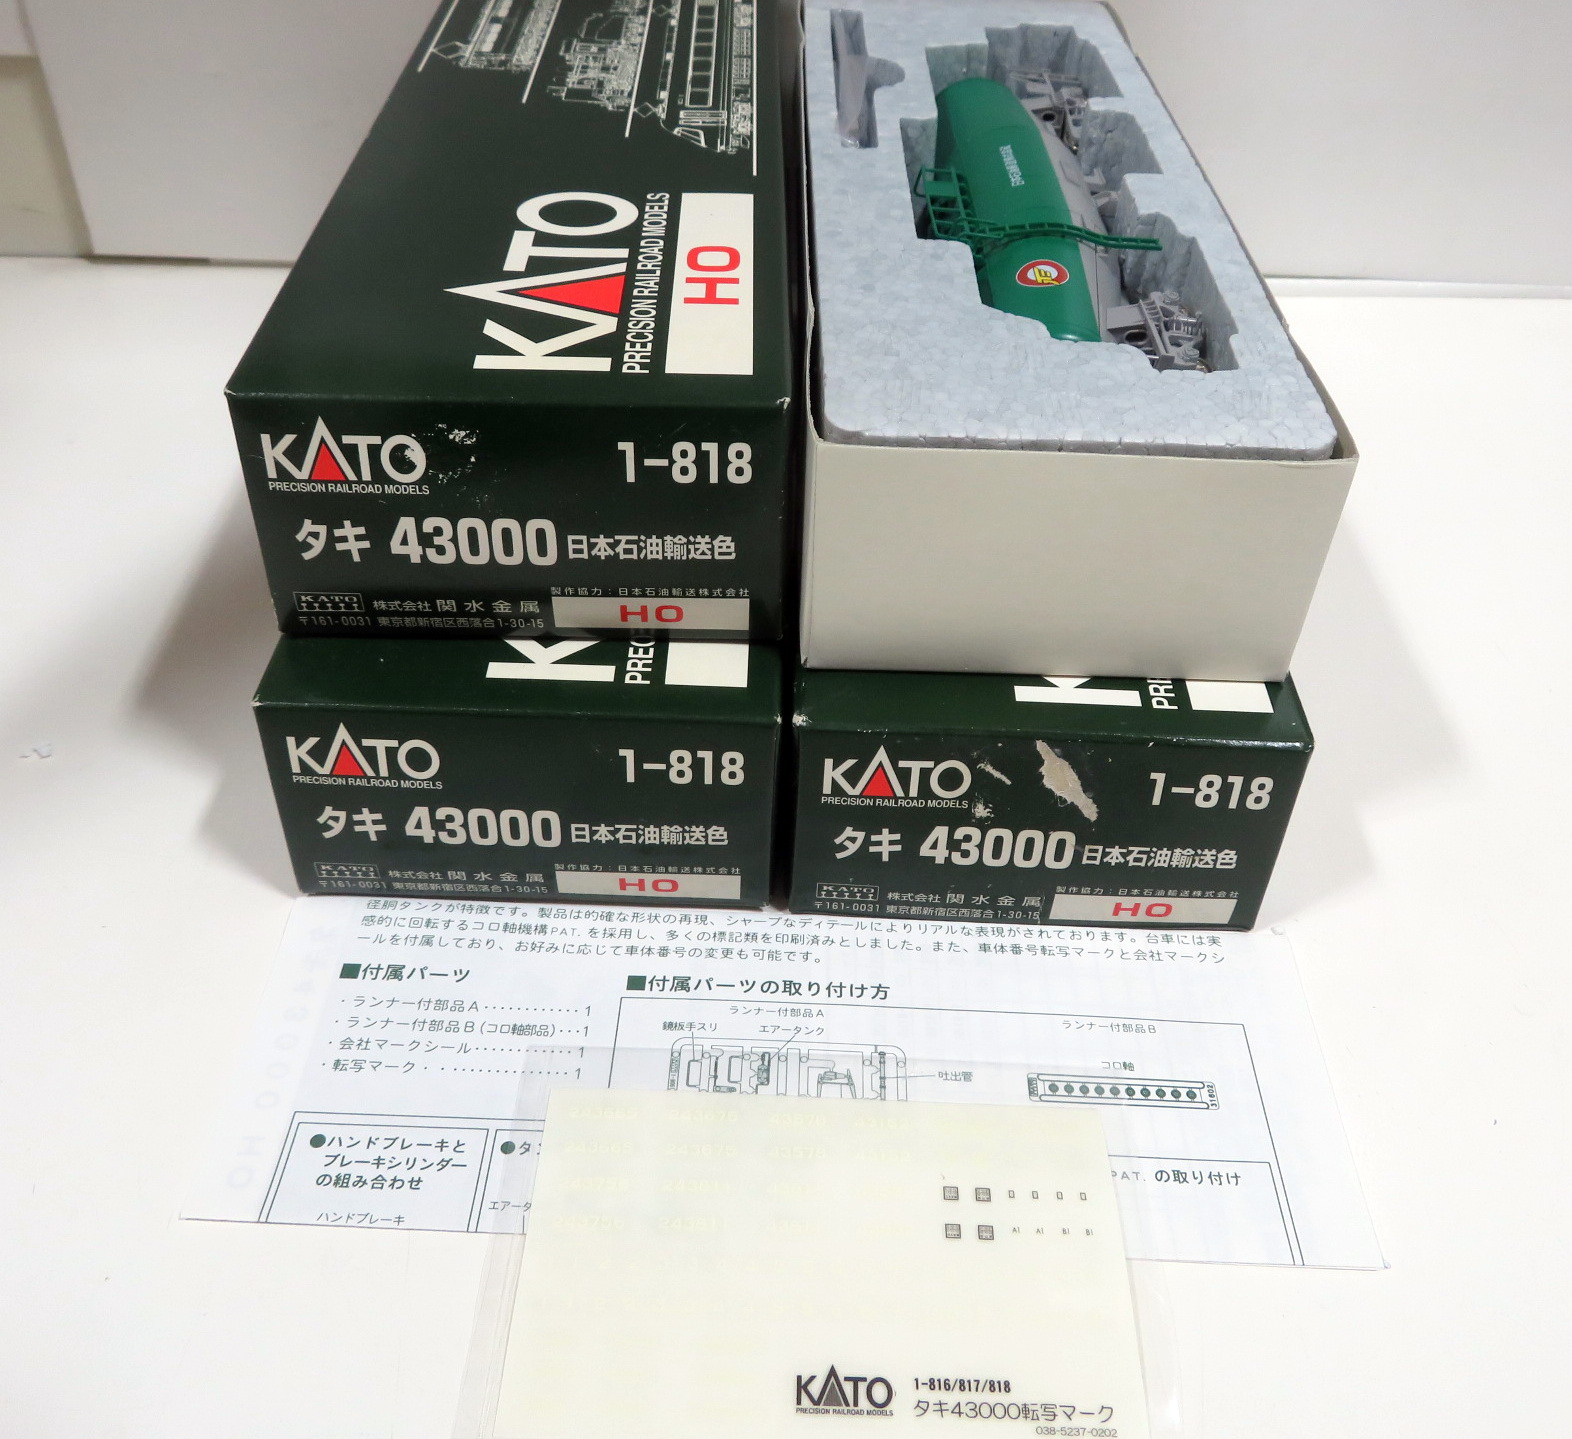 KATO
PRECISION RAILROAD MODELS
HO
KATO
PRECISION RAILROAD MODELS
1-818
タキ 43000 日本石油輸送色
製作協力：日本石油輸送株式会社
KATO 株式会社 関水金属
〒161-0031 東京都新宿区西落合1-30-15
HO
KATO
PRECISION RAILROAD MODELS
1-818
タキ 43000 日本石油輸送色
製作協力：日本石油輸送株式会社
KATO 株式会社 関水金属
〒161-0031 東京都新宿区西落合1-30-15
HO
KATO
PRECISION RAILROAD MODELS
1-818
タキ 43000 日本石油輸送色
製作協力：日本石油輸送株式会社
KATO 株式会社 関水金属
〒161-0031 東京都新宿区西落合1-30-15
HO
径胴タンクが特徴です。製品は的確な形状の再現、シャープなディテールによりリアルな表現がされております。台車には実
感的に回転するコロ軸機構PAT.を採用し、多くの標記類を印刷済みとしました。また、車体番号転写マークと会社マークシ
ールを付属しており、お好みに応じて車体番号の変更も可能です。
■付属パーツ
・ランナー付部品A・・・・・・・・・・・・1
・ランナー付部品B(コロ軸部品)・・・1
・会社マークシール・・・・・・・・・・・・1
・転写マーク・・・・・・・・・・・・・・・・1
■付属パーツの取り付け方
ランナー付部品A
鏡板手スリ
エアータンク
吐出管
ランナー付部品B
コロ軸
31602
●ハンドブレーキと
ブレーキシリンダー
の組み合わせ
ハンドブレーキ
●タ
エアータ
PAT. の取り付け
A1 A1 B1 B1
KATO
PRECISION RAILROAD MODELS
1-816/817/818
タキ43000転写マーク
038-5237-0202